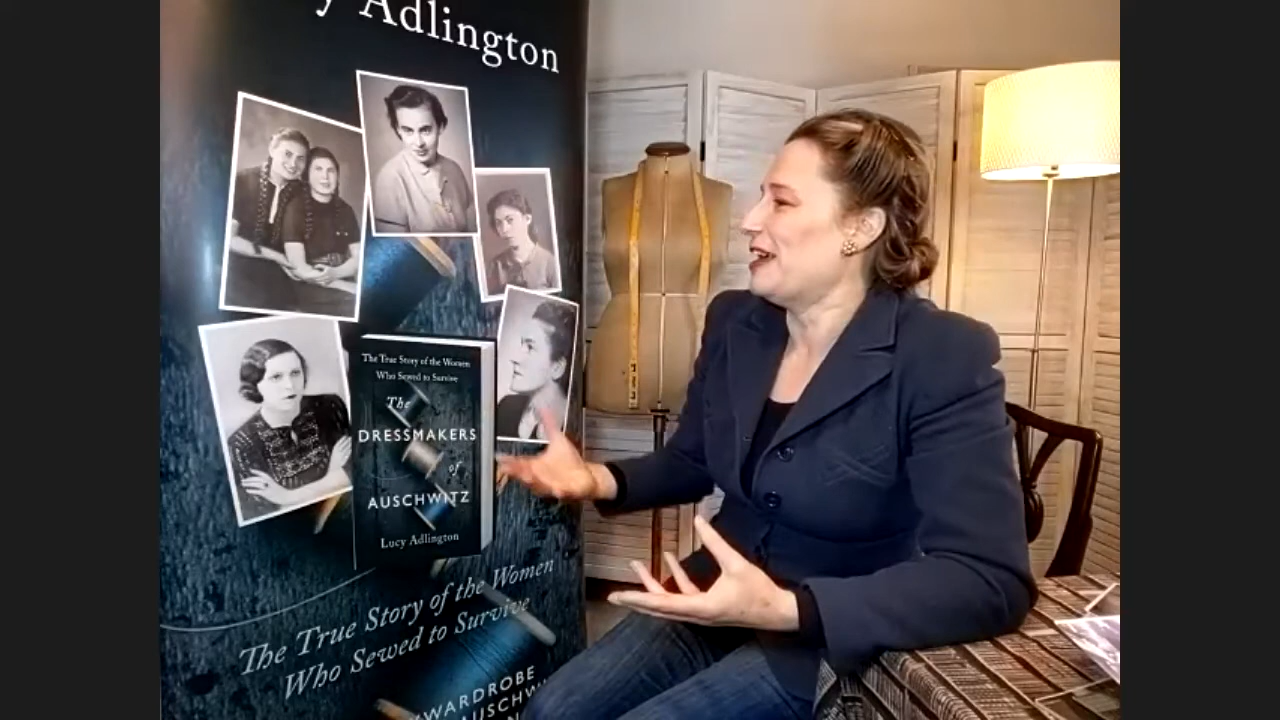 y Adlington
The True Story of the Women
Who Sewed to Survive
The
DRESSMAKERS
of
AUSCHWITZ
Lucy Adlington
The True Story of the Women
Who Sewed to Survive
WARDROBE